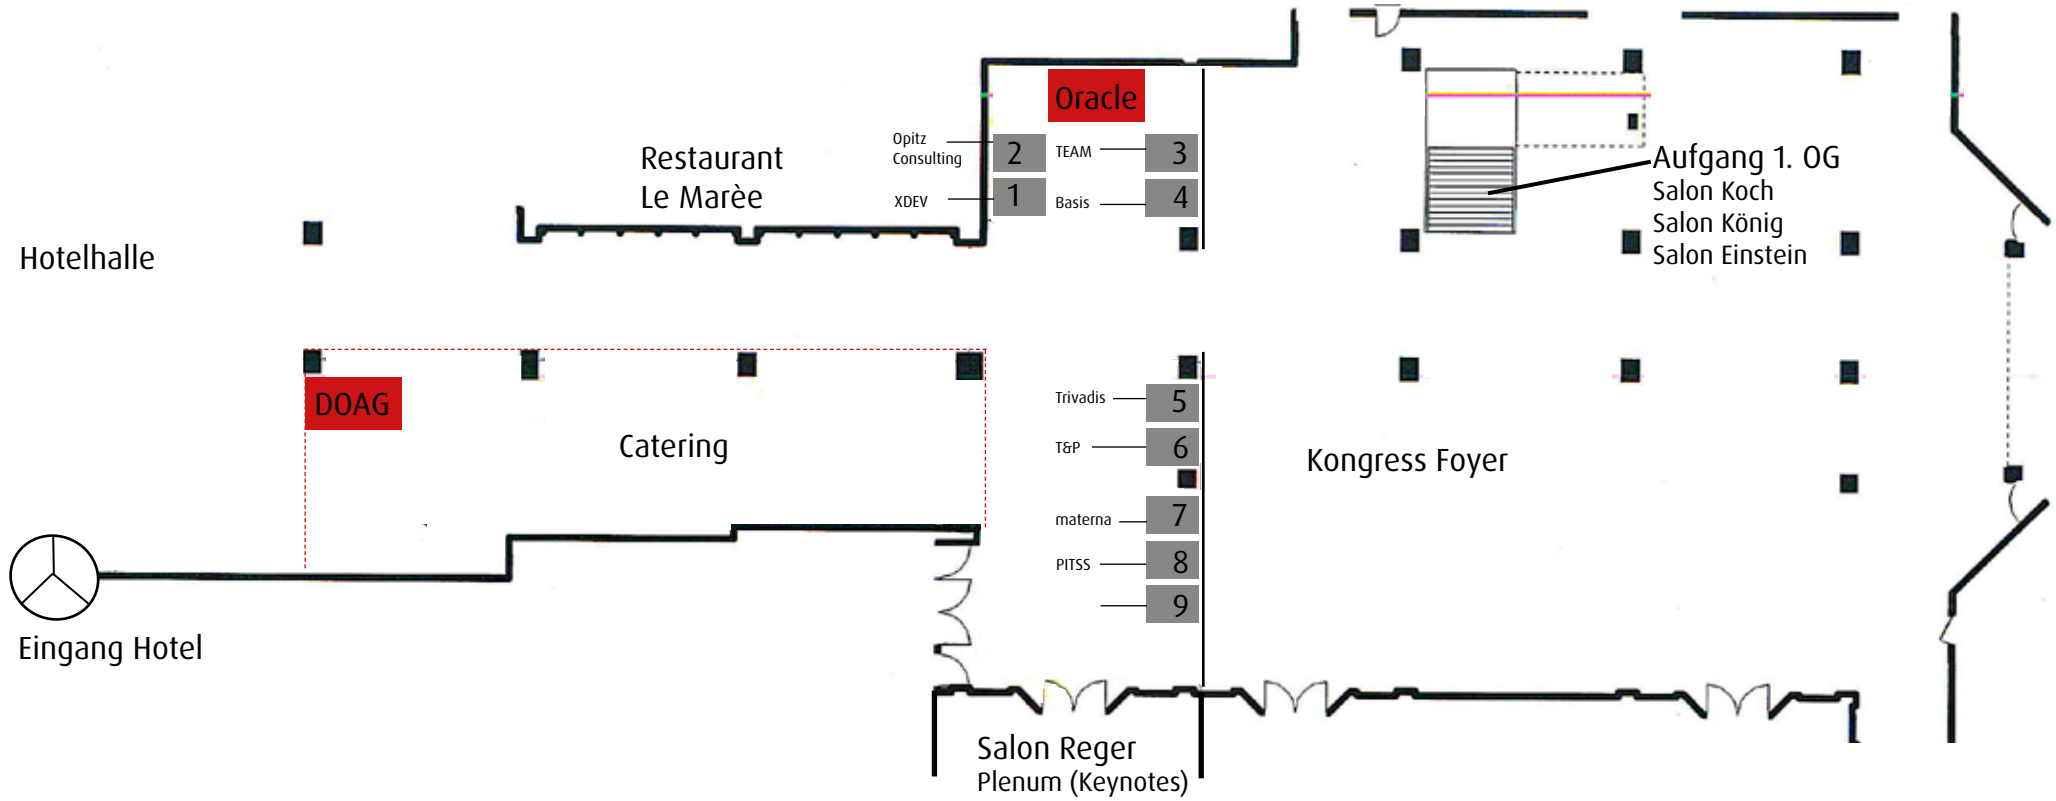 Oracle
Opitz
Consulting
2
TEAM
3
XDEV
1
Basis
4
Restaurant
Le Marèe
Aufgang 1. OG
Salon Koch
Salon König
Salon Einstein
Hotelhalle
DOAG
Catering
Trivadis
5
T&P
6
materna
7
PITSS
8
9
Kongress Foyer
Eingang Hotel
Salon Reger
Plenum (Keynotes)